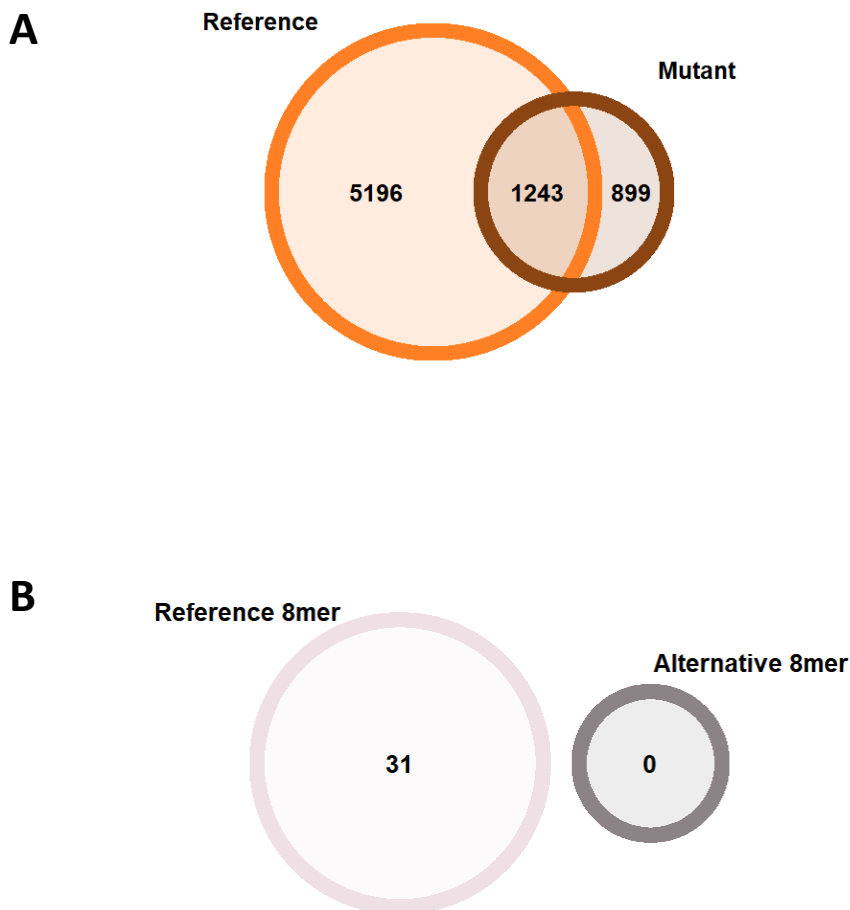 A
Reference
Mutant
5196
1243
899
B
Reference 8mer
Alternative 8mer
31
0